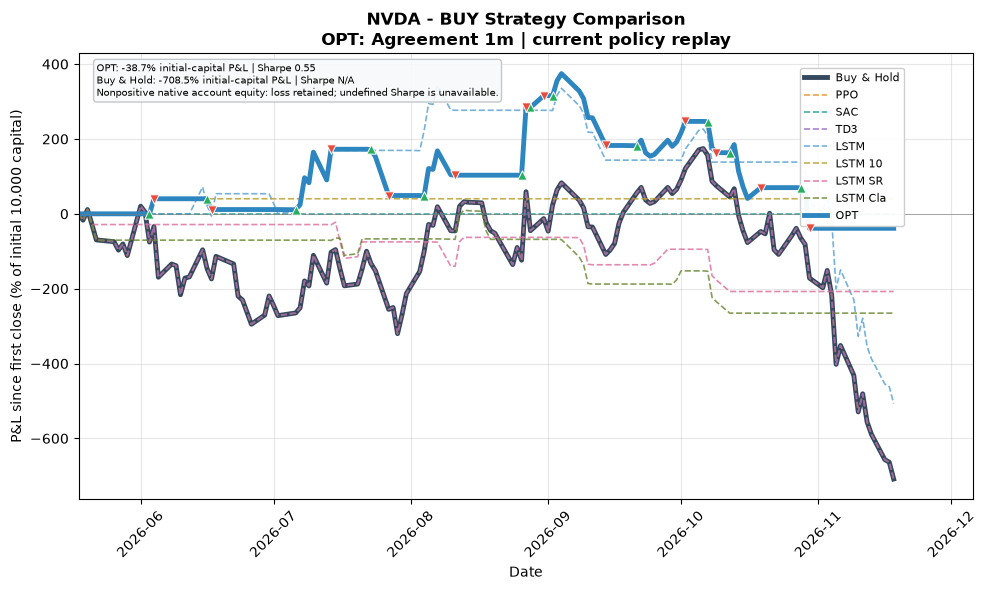 NVDA - BUY Strategy Comparison
OPT: Agreement 1m | current policy replay
OPT: -38.7% initial-capital P&L | Sharpe 0.55
Buy & Hold: -708.5% initial-capital P&L | Sharpe N/A
Nonpositive native account equity: loss retained; undefined Sharpe is unavailable.
Buy & Hold
PPO
SAC
TD3
LSTM
LSTM 10
LSTM SR
LSTM Cla
OPT
P&L since first close (% of initial 10,000 capital)
400
200
0
−200
−400
−600
2026-06
2026-07
2026-08
2026-09
2026-10
2026-11
2026-12
Date